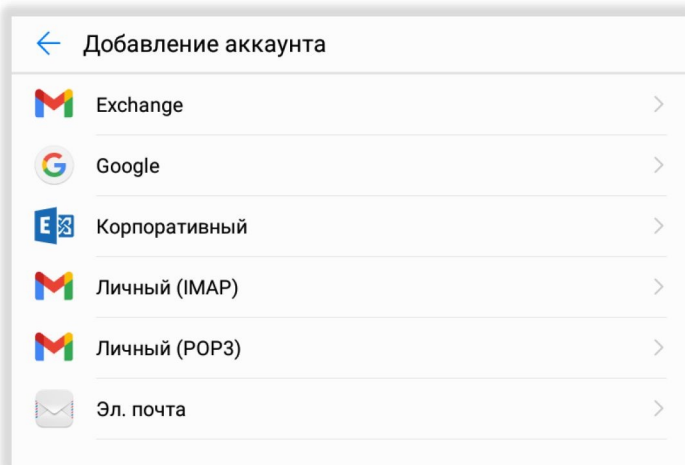 Добавление аккаунта
Exchange
Google
Корпоративный
Личный (IMAP)
Личный (POP3)
Эл. почта